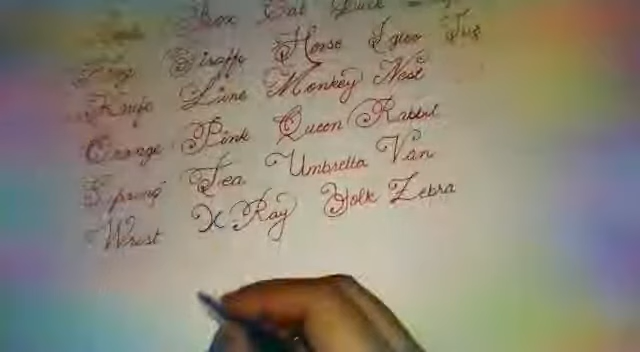 Box Cat Duck
Frog Giraffe Horse Igloo Jug
Knife Lime Monkey Nest
Orange Pink Queen Rabbit
Spring Tea Umbrella Van
Wrist X Ray Yolk Zebra